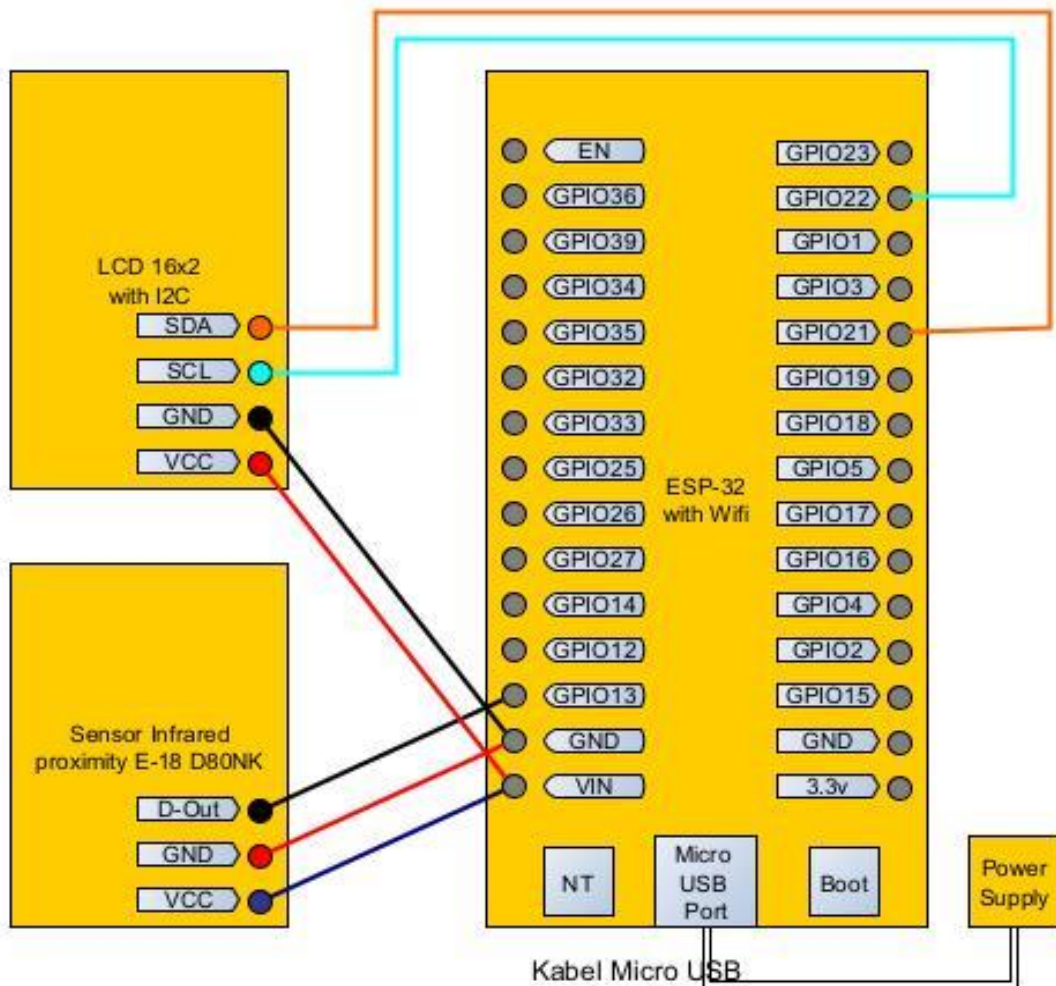 LCD 16x2
with I2C
SDA
SCL
GND
VCC
Sensor Infrared
proximity E-18 D80NK
D-Out
GND
VCC
EN
GPIO36
GPIO39
GPIO34
GPIO35
GPIO32
GPIO33
GPIO25
GPIO26
GPIO27
GPIO14
GPIO12
GPIO13
GND
VIN
ESP-32
with Wifi
GPIO23
GPIO22
GPIO1
GPIO3
GPIO21
GPIO19
GPIO18
GPIO5
GPIO17
GPIO16
GPIO4
GPIO2
GPIO15
GND
3.3v
NT
Micro
USB
Port
Boot
Power
Supply
Kabel Micro USB